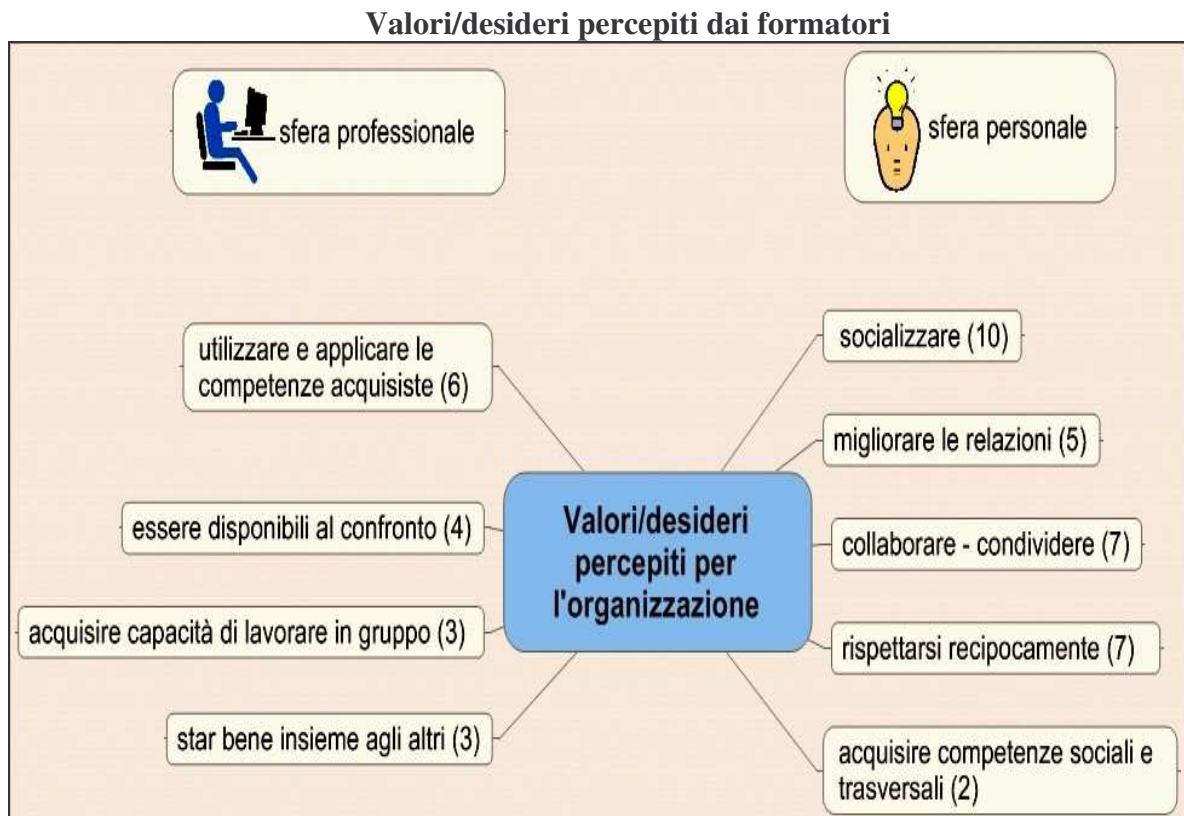 Valori/desideri percepiti dai formatori
sfera professionale
sfera personale
utilizzare e applicare le
competenze acquisiste (6)
essere disponibili al confronto (4)
acquisire capacità di lavorare in gruppo (3)
star bene insieme agli altri (3)
Valori/desideri
percepiti per
l'organizzazione
socializzare (10)
migliorare le relazioni (5)
collaborare - condividere (7)
rispettarsi recipocamente (7)
acquisire competenze sociali e
trasversali (2)